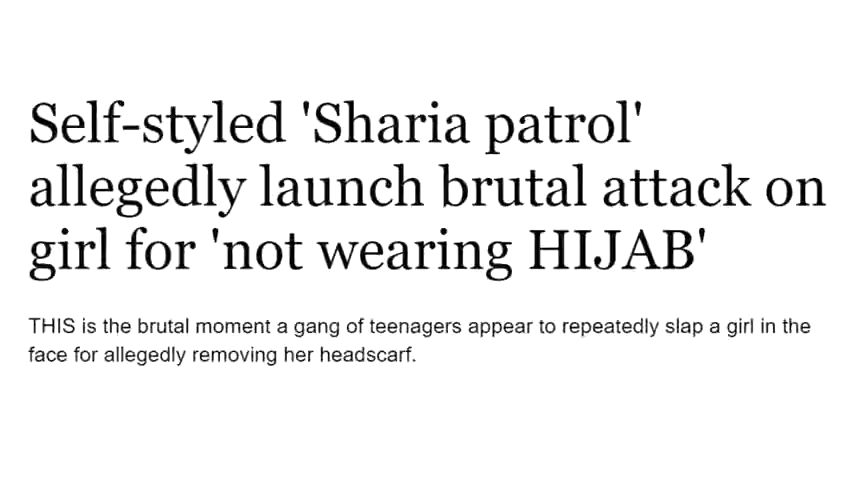 Self-styled 'Sharia patrol'
allegedly launch brutal attack on
girl for 'not wearing HIJAB'
THIS is the brutal moment a gang of teenagers appear to repeatedly slap a girl in the
face for allegedly removing her headscarf.